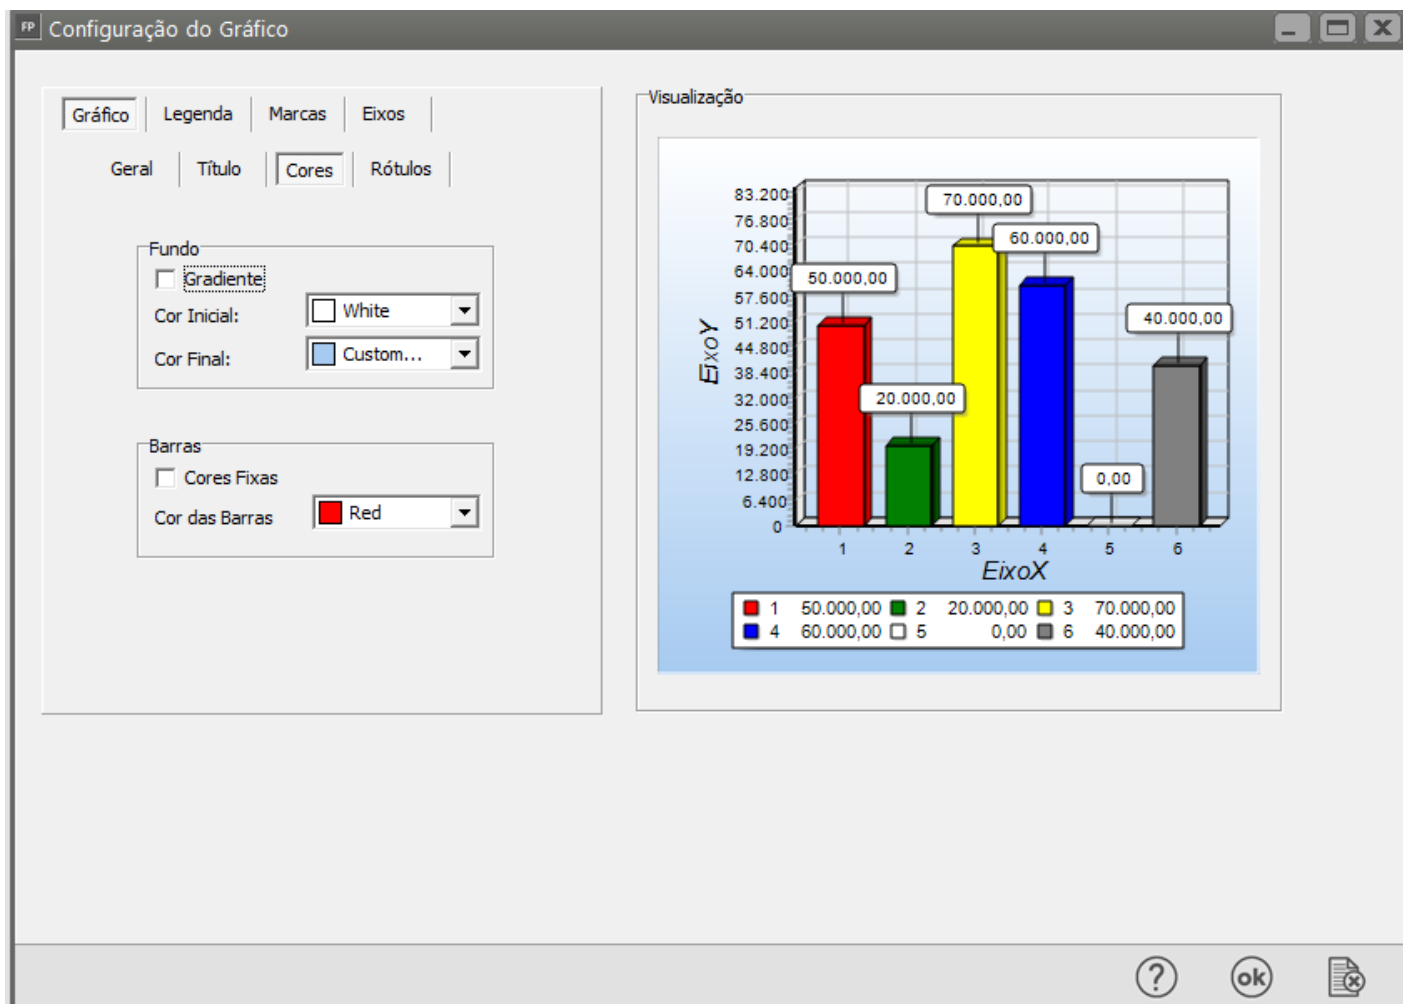 FP Configuração do Gráfico
Gráfico Legenda Marcas Eixos
Geral Título Cores Rótulos
Fundo
Gradiente
Cor Inicial: White
Cor Final: Custom...
Barras
Cores Fixas
Cor das Barras Red
Visualização
83.200
76.800
70.400
64.000
57.600
51.200
44.800
38.400
32.000
25.600
19.200
12.800
6.400
0
EixoY
50.000,00
20.000,00
70.000,00
60.000,00
0,00
40.000,00
1 2 3 4 5 6
EixoX
1 50.000,00 2 20.000,00 3 70.000,00
4 60.000,00 5 0,00 6 40.000,00
? ok